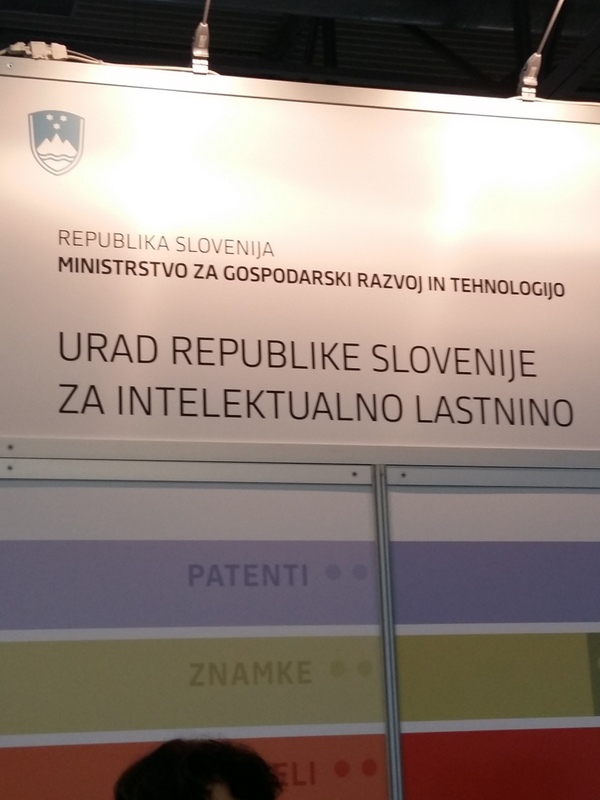 REPUBLIKA SLOVENIJA
MINISTRSTVO ZA GOSPODARSKI RAZVOJ IN TEHNOLOGIJO
URAD REPUBLIKE SLOVENIJE
ZA INTELEKTUALNO LASTNINO
PATENTI
ZNAMKE